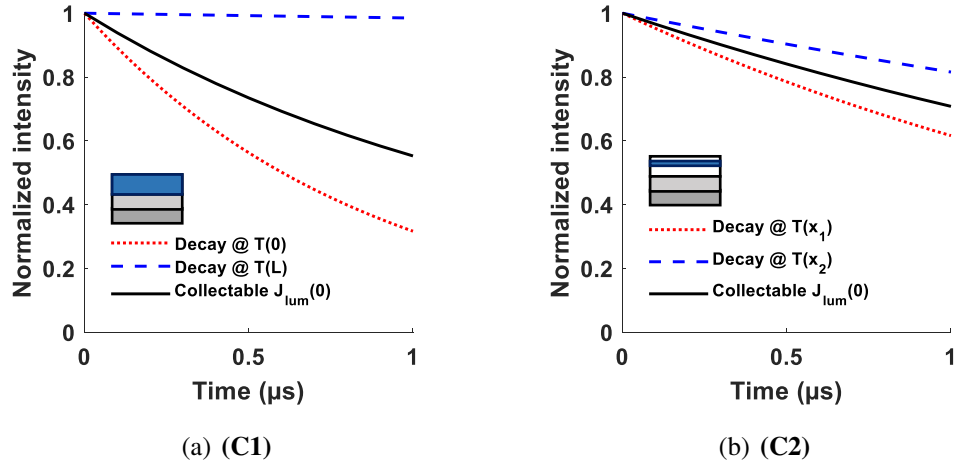 Normalized intensity
1
0.8
0.6
0.4
0.2
0
0
0.5
1
Time (µs)
Decay @ T(0)
Decay @ T(L)
Collectable J_lum(0)
(a) (C1)
Normalized intensity
1
0.8
0.6
0.4
0.2
0
0
0.5
1
Time (µs)
Decay @ T(x_1)
Decay @ T(x_2)
Collectable J_lum(0)
(b) (C2)